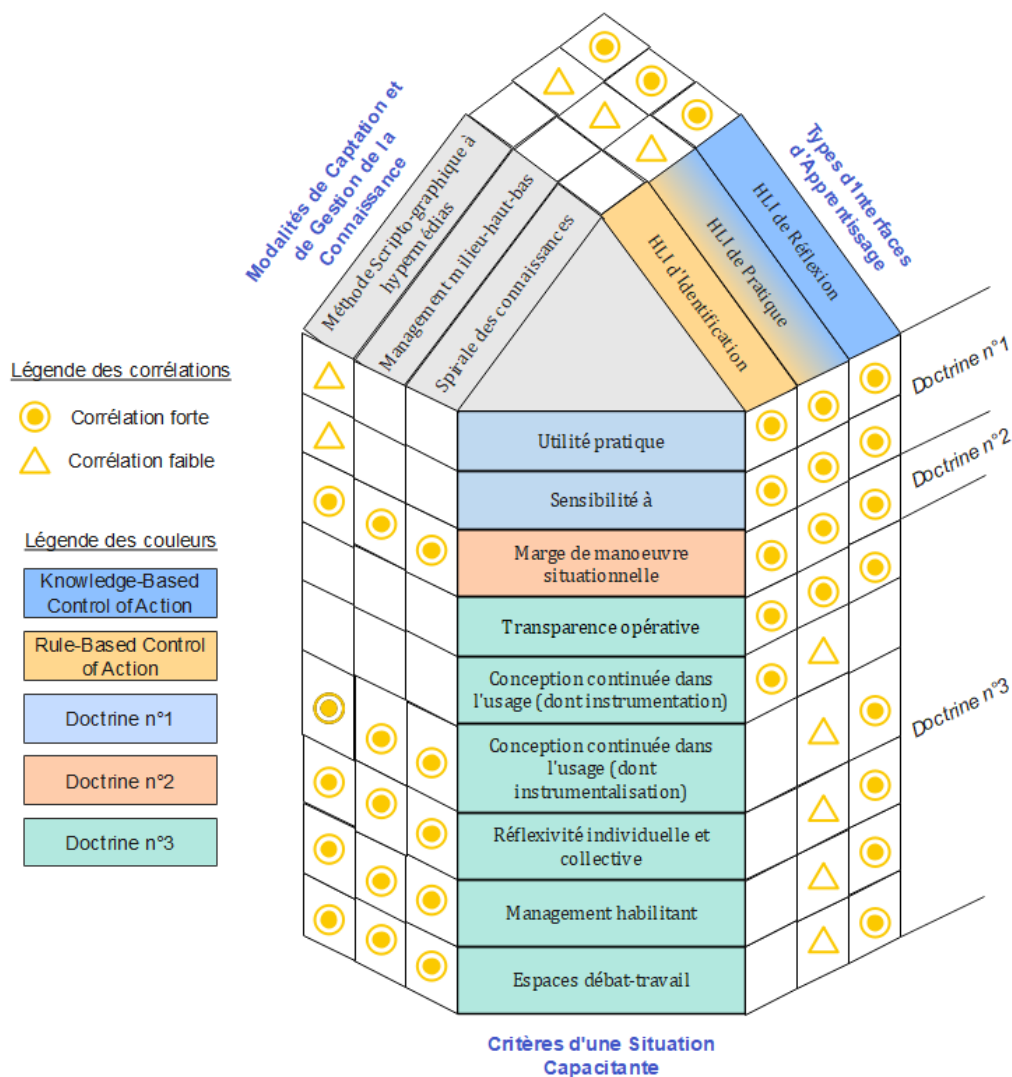 Modalités de Captation et
de Gestion de la
Connaissance
Types d'Interfaces
d'Apprentissage
Méthode Scripto-graphique à
hypermédias
Management milieu-haut-bas
Spirale des connaissances
HLI d'Identification
HLI de Pratique
HLI de Réflexion
Légende des corrélations
Corrélation forte
Corrélation faible
Légende des couleurs
Knowledge-Based
Control of Action
Rule-Based Control
of Action
Doctrine n°1
Doctrine n°2
Doctrine n°3
Utilité pratique
Sensibilité à
Marge de manoeuvre
situationnelle
Transparence opérative
Conception continuée dans
l'usage (dont instrumentation)
Conception continuée dans
l'usage (dont
instrumentalisation)
Réflexivité individuelle et
collective
Management habilitant
Espaces débat-travail
Doctrine n°1
Doctrine n°2
Doctrine n°3
Critères d'une Situation
Capacitante